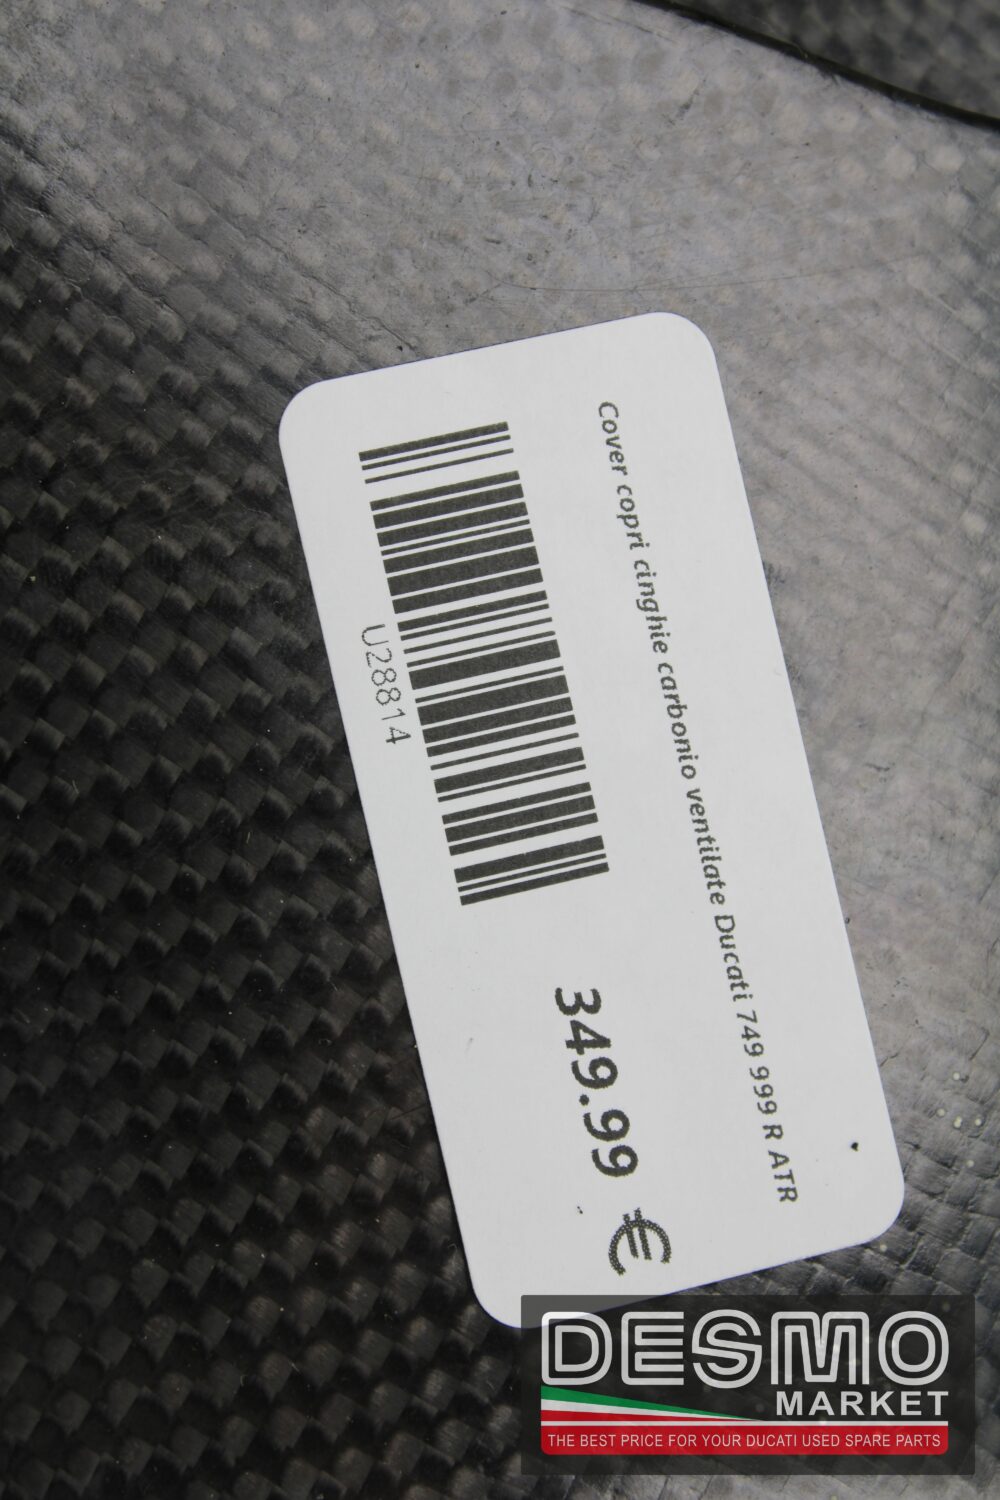 Cover copri cinghie carbonio ventilate Ducati 749 999 R ATR
U28814
349.99 €
DESMO
MARKET
THE BEST PRICE FOR YOUR DUCATI USED SPARE PARTS